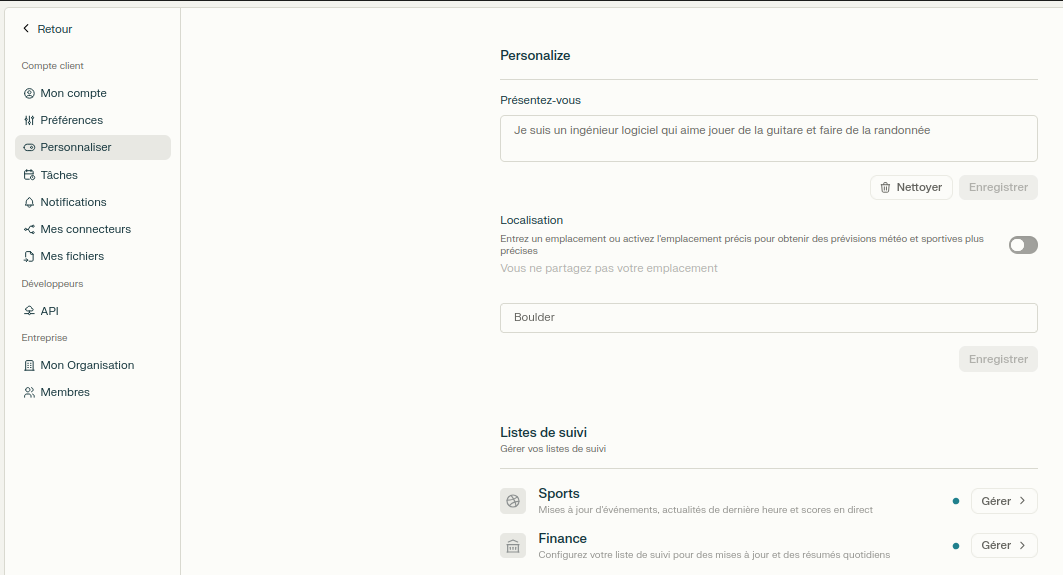 Retour
Compte client
Mon compte
Préférences
Personnaliser
Tâches
Notifications
Mes connecteurs
Mes fichiers
Développeurs
API
Entreprise
Mon Organisation
Membres
Personalize
Présentez-vous
Je suis un ingénieur logiciel qui aime jouer de la guitare et faire de la randonnée
Nettoyer
Enregistrer
Localisation
Entrez un emplacement ou activez l'emplacement précis pour obtenir des prévisions météo et sportives plus
précises
Vous ne partagez pas votre emplacement
Boulder
Enregistrer
Listes de suivi
Gérer vos listes de suivi
Sports
Mises à jour d'événements, actualités de dernière heure et scores en direct
Gérer
Finance
Configurez votre liste de suivi pour des mises à jour et des résumés quotidiens
Gérer